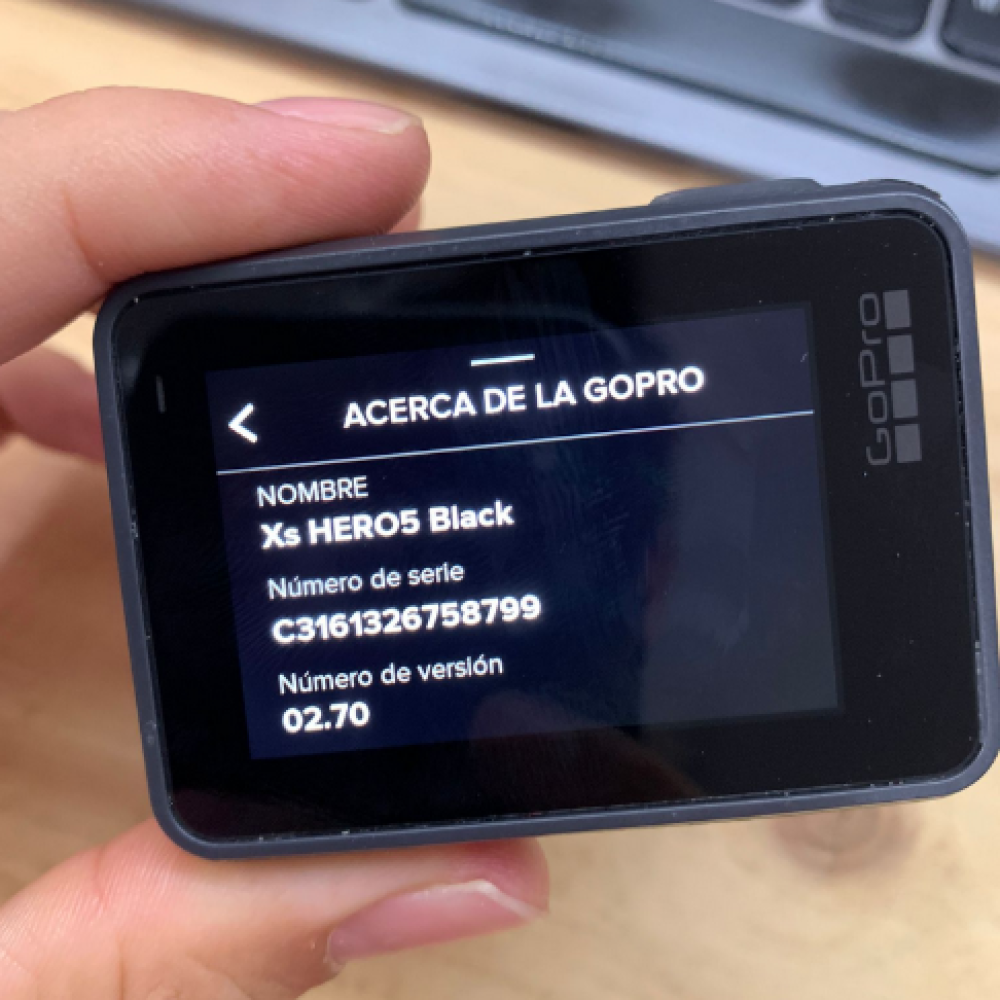 ACERCA DE LA GOPRO
NOMBRE
Xs HERO5 Black
Número de serie
C3161326758799
Número de versión
02.70
GoPro